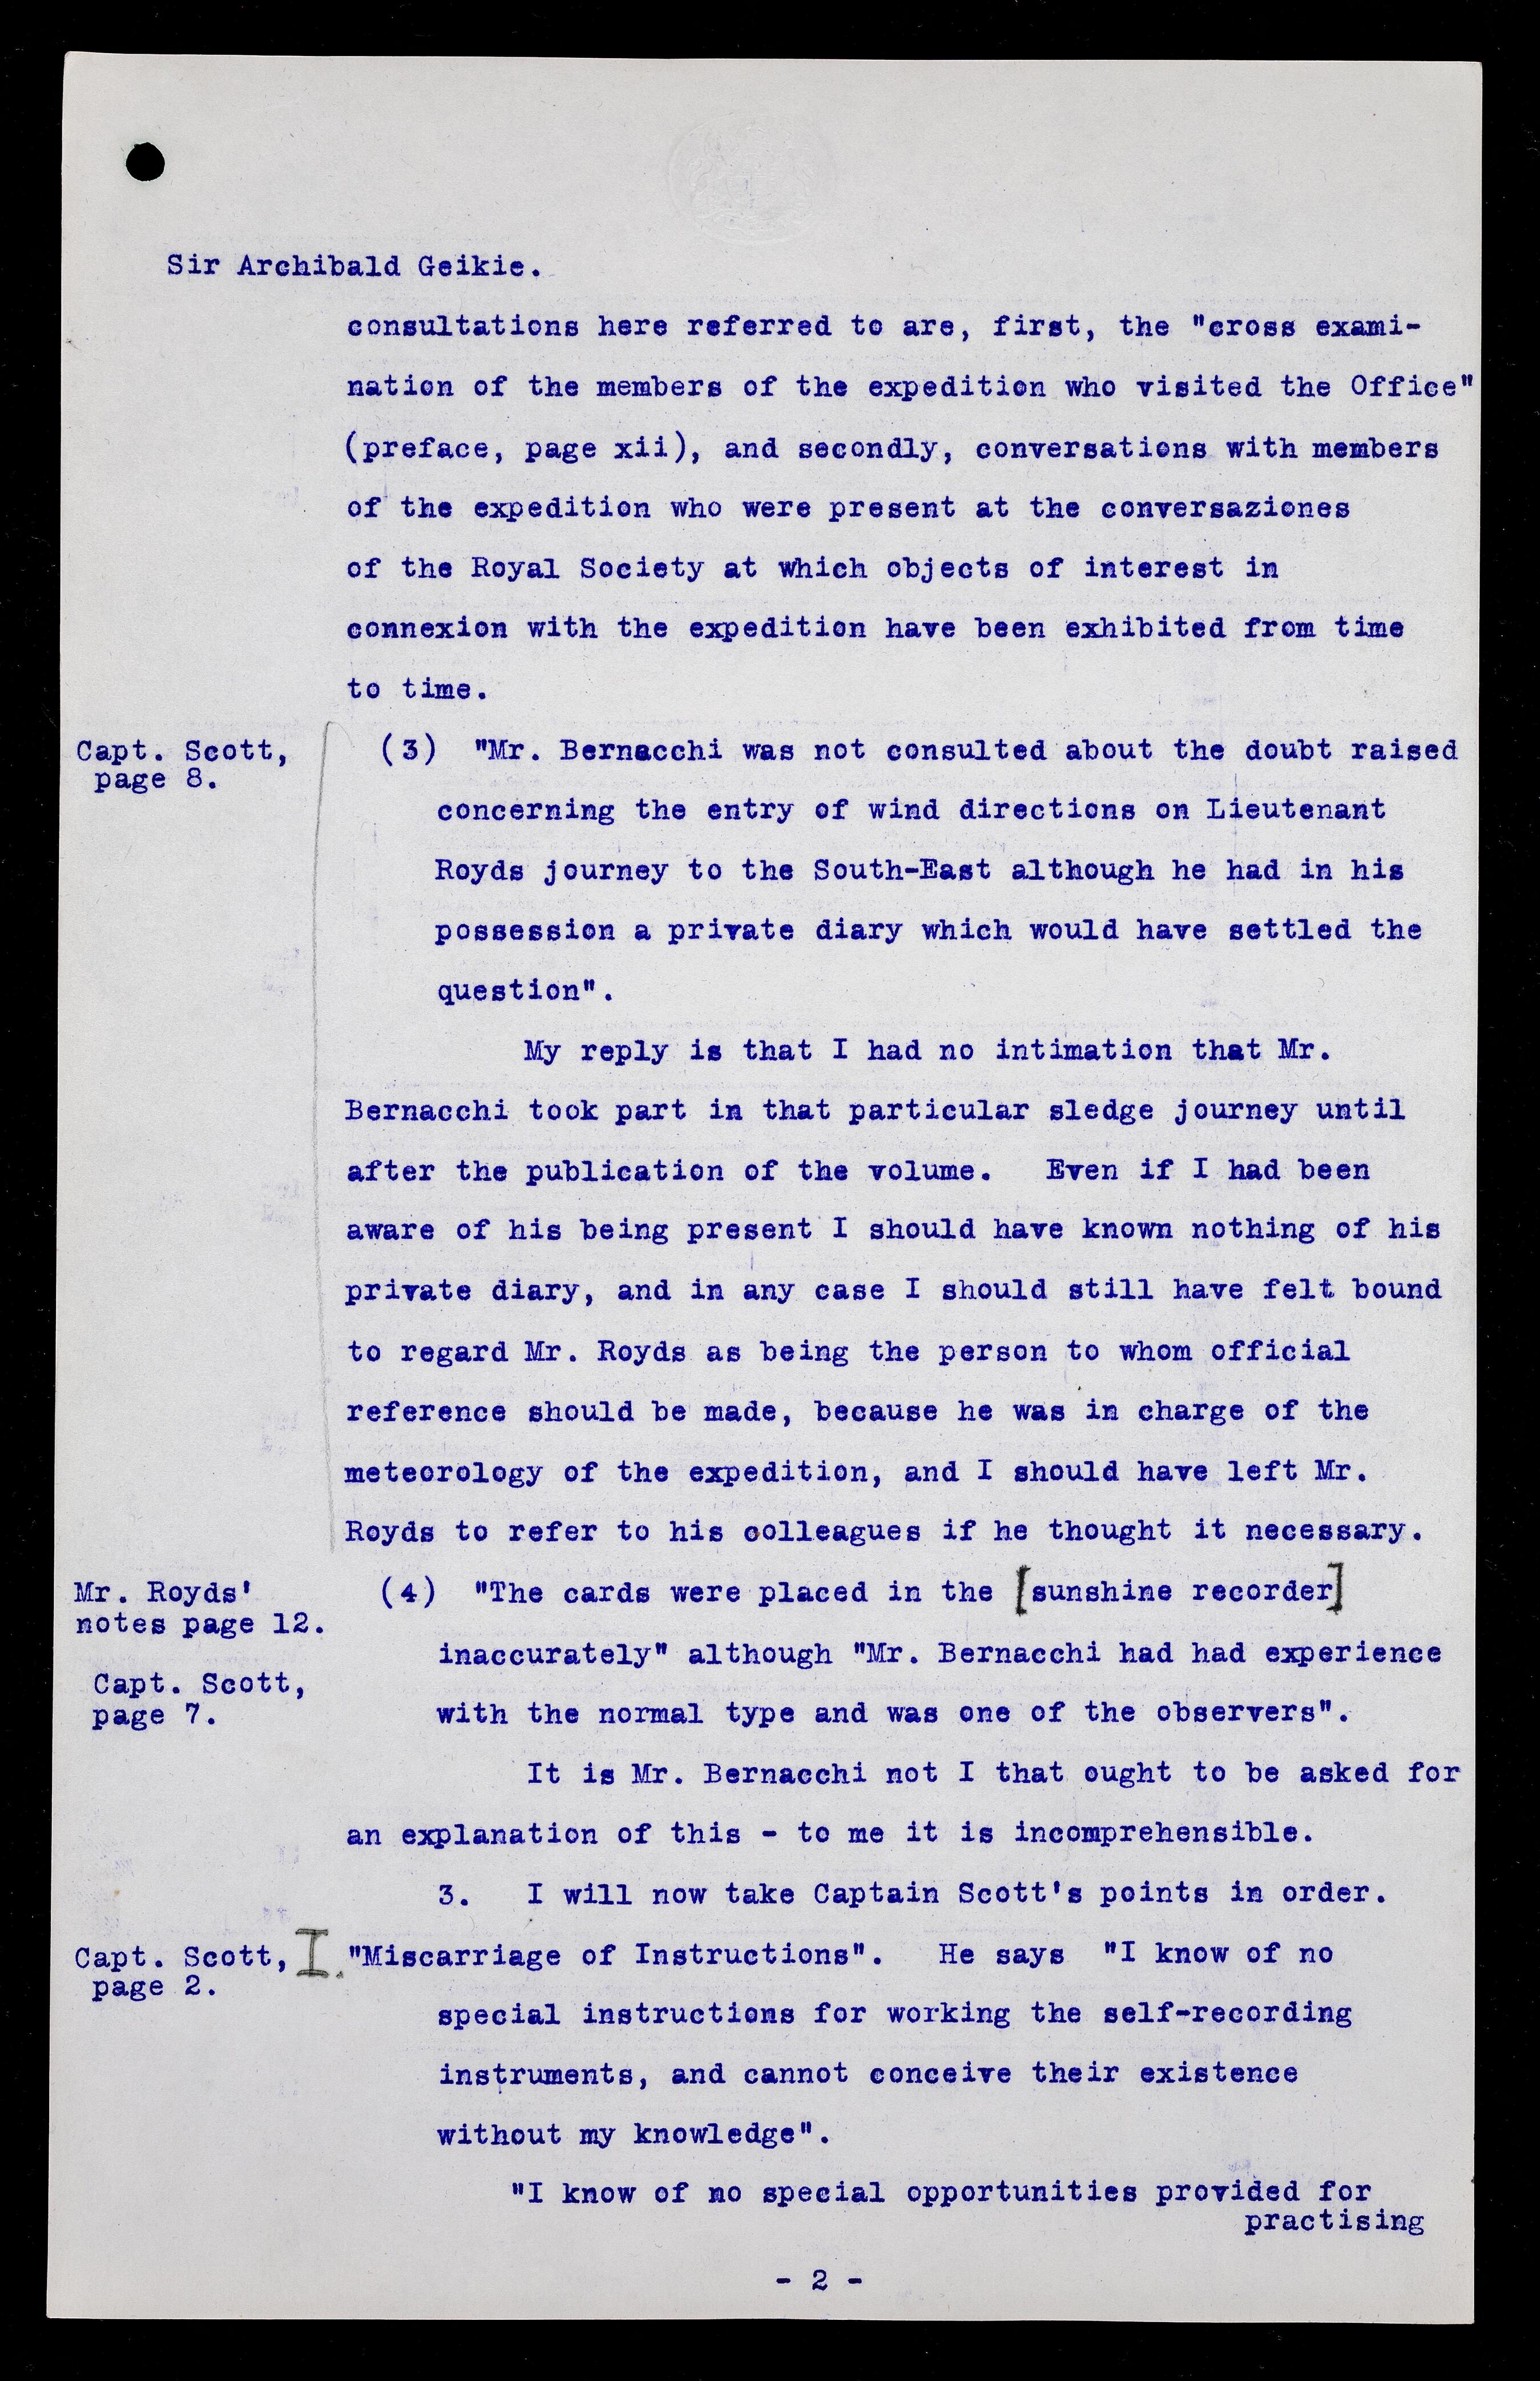 Sir Archibald Geikie.
consultations here referred to are, first, the "cross exami-
nation of the members of the expedition who visited the Office"
(preface, page xii), and secondly, conversations with members
of the expedition who were present at the conversaziones
of the Royal Society at which objects of interest in
connexion with the expedition have been exhibited from time
to time.
Capt. Scott,
page 8.
(3) "Mr. Bernacchi was not consulted about the doubt raised
concerning the entry of wind directions on Lieutenant
Royds journey to the South-East although he had in his
possession a private diary which would have settled the
question".
My reply is that I had no intimation that Mr.
Bernacchi took part in that particular sledge journey until
after the publication of the volume. Even if I had been
aware of his being present I should have known nothing of his
private diary, and in any case I should still have felt bound
to regard Mr. Royds as being the person to whom official
reference should be made, because he was in charge of the
meteorology of the expedition, and I should have left Mr.
Royds to refer to his colleagues if he thought it necessary.
Mr. Royds'
notes page 12.
Capt. Scott,
page 7.
(4) "The cards were placed in the [sunshine recorder]
inaccurately" although "Mr. Bernacchi had had experience
with the normal type and was one of the observers".
It is Mr. Bernacchi not I that ought to be asked for
an explanation of this - to me it is incomprehensible.
3. I will now take Captain Scott's points in order.
Capt. Scott,
page 2.
I. "Miscarriage of Instructions". He says "I know of no
special instructions for working the self-recording
instruments, and cannot conceive their existence
without my knowledge".
"I know of no special opportunities provided for
practising
- 2 -